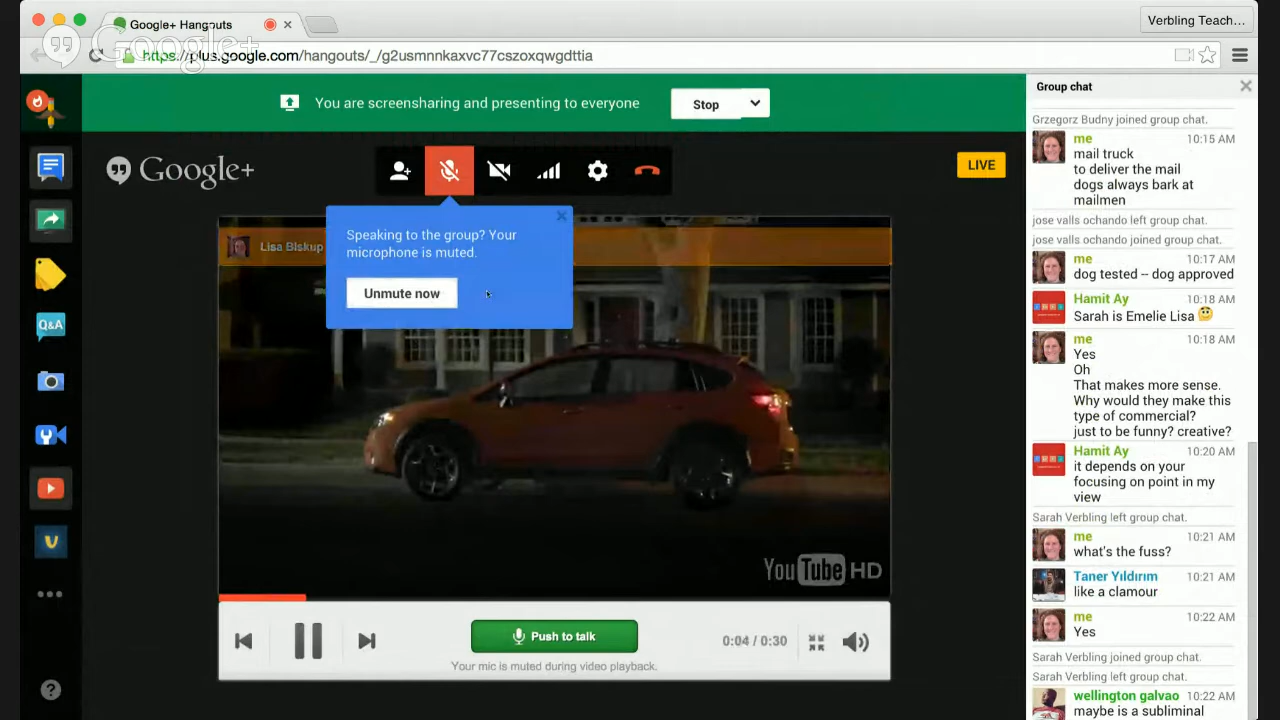 Google+ Hangouts
Verbling Teach...
Google+
https://plus.google.com/hangouts/_/g2usmnnkaxvc77cszoxqwgdttia
You are screensharing and presenting to everyone
Stop
Google+
LIVE
Speaking to the group? Your
microphone is muted.
Unmute now
Lisa Biskup
Q&A
YouTube HD
Push to talk
0:04 / 0:30
Your mic is muted during video playback.
?
Group chat
Grzegorz Budny joined group chat.
me 10:15 AM
mail truck
to deliver the mail
dogs always bark at
mailmen
jose valls ochando left group chat.
jose valls ochando joined group chat.
me 10:17 AM
dog tested -- dog approved
Hamit Ay 10:18 AM
Sarah is Emelie Lisa
me 10:18 AM
Yes
Oh
That makes more sense.
Why would they make this
type of commercial?
just to be funny? creative?
Hamit Ay 10:20 AM
it depends on your
focusing on point in my
view
Sarah Verbling left group chat.
me 10:21 AM
what's the fuss?
Taner Yıldırım 10:21 AM
like a clamour
me 10:22 AM
Yes
Sarah Verbling joined group chat.
Sarah Verbling left group chat.
wellington galvao 10:22 AM
maybe is a subliminal